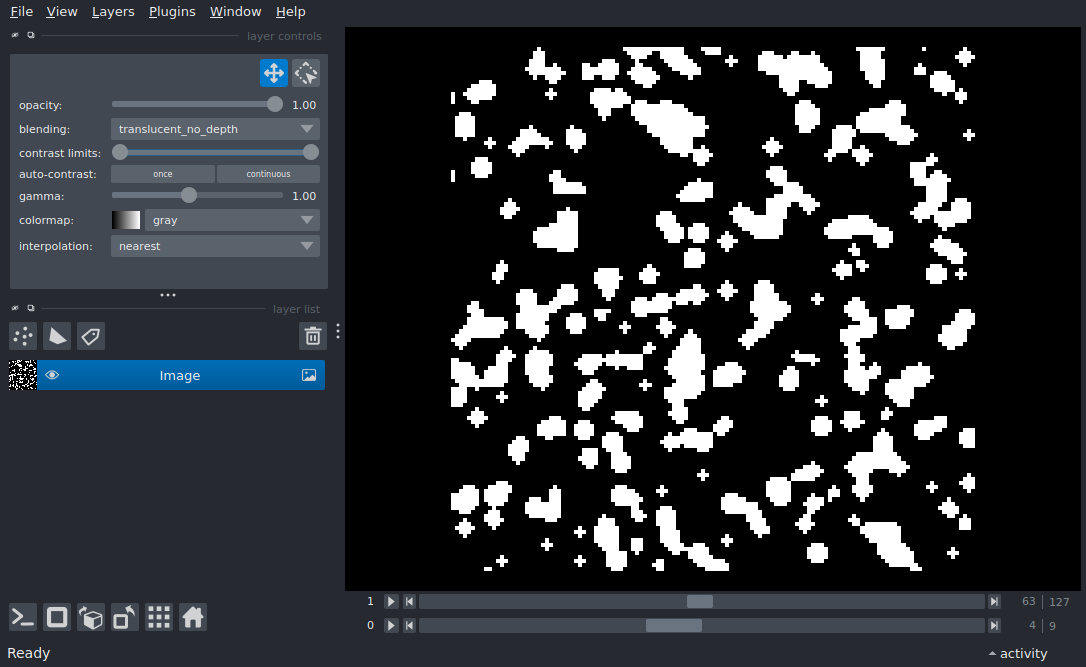 File View Layers Plugins Window Help
layer controls
opacity: 1.00
blending: translucent_no_depth
contrast limits:
auto-contrast: once continuous
gamma: 1.00
colormap: gray
interpolation: nearest
layer list
Image
1 63 127
0 4 9
Ready activity